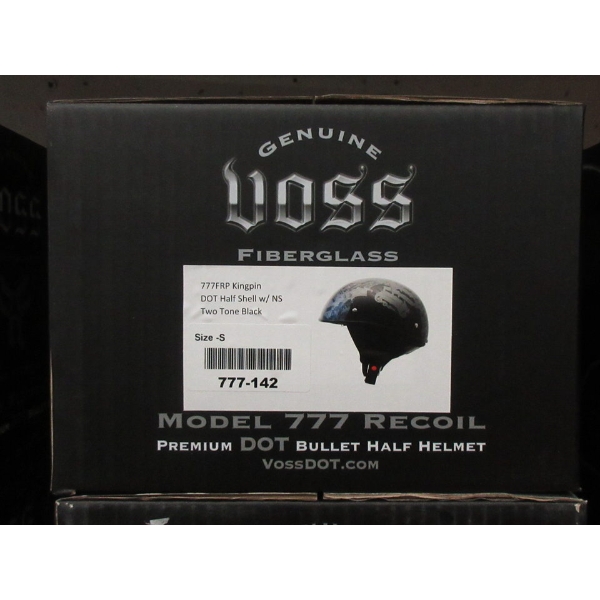 GENUINE
VOSS
FIBERGLASS
777FRP Kingpin
DOT Half Shell w/ NS
Two Tone Black
Size -S
777-142
MODEL 777 RECOIL
PREMIUM DOT BULLET HALF HELMET
VOSSDOT.COM